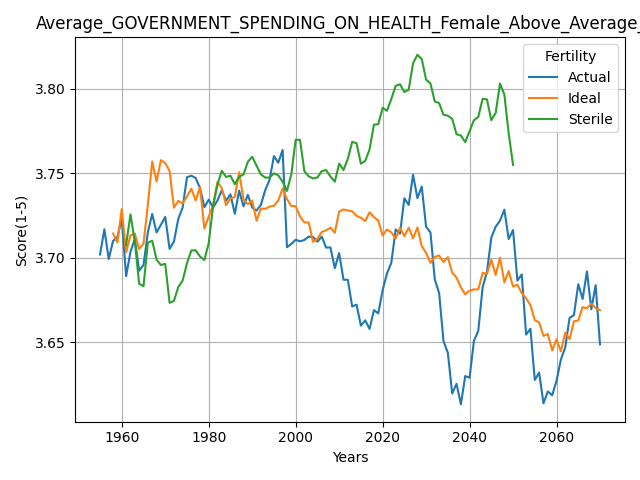 Average_GOVERNMENT_SPENDING_ON_HEALTH_Female_Above_Average_
Fertility
Actual
Ideal
Sterile
3.80
3.75
3.70
3.65
Score(1-5)
1960 1980 2000 2020 2040 2060
Years